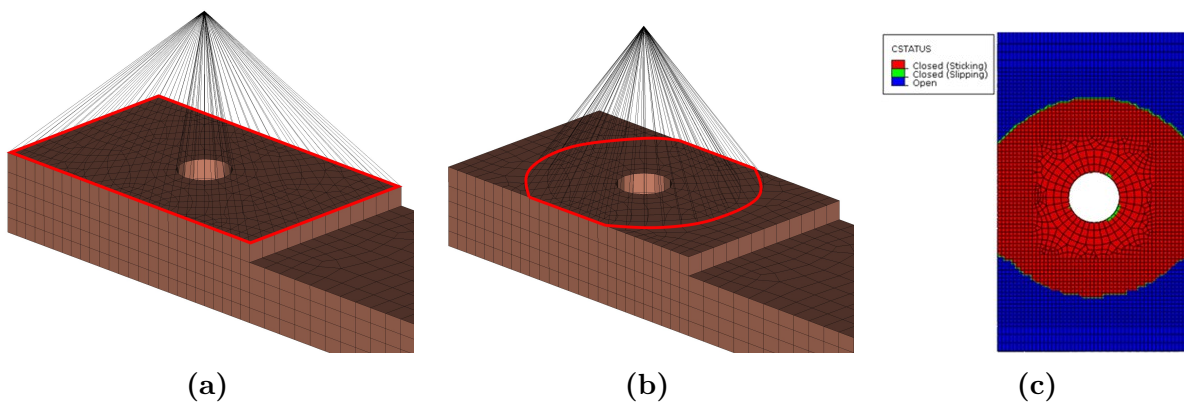 CSTATUS
Closed (Sticking)
Closed (Slipping)
Open
(a)
(b)
(c)